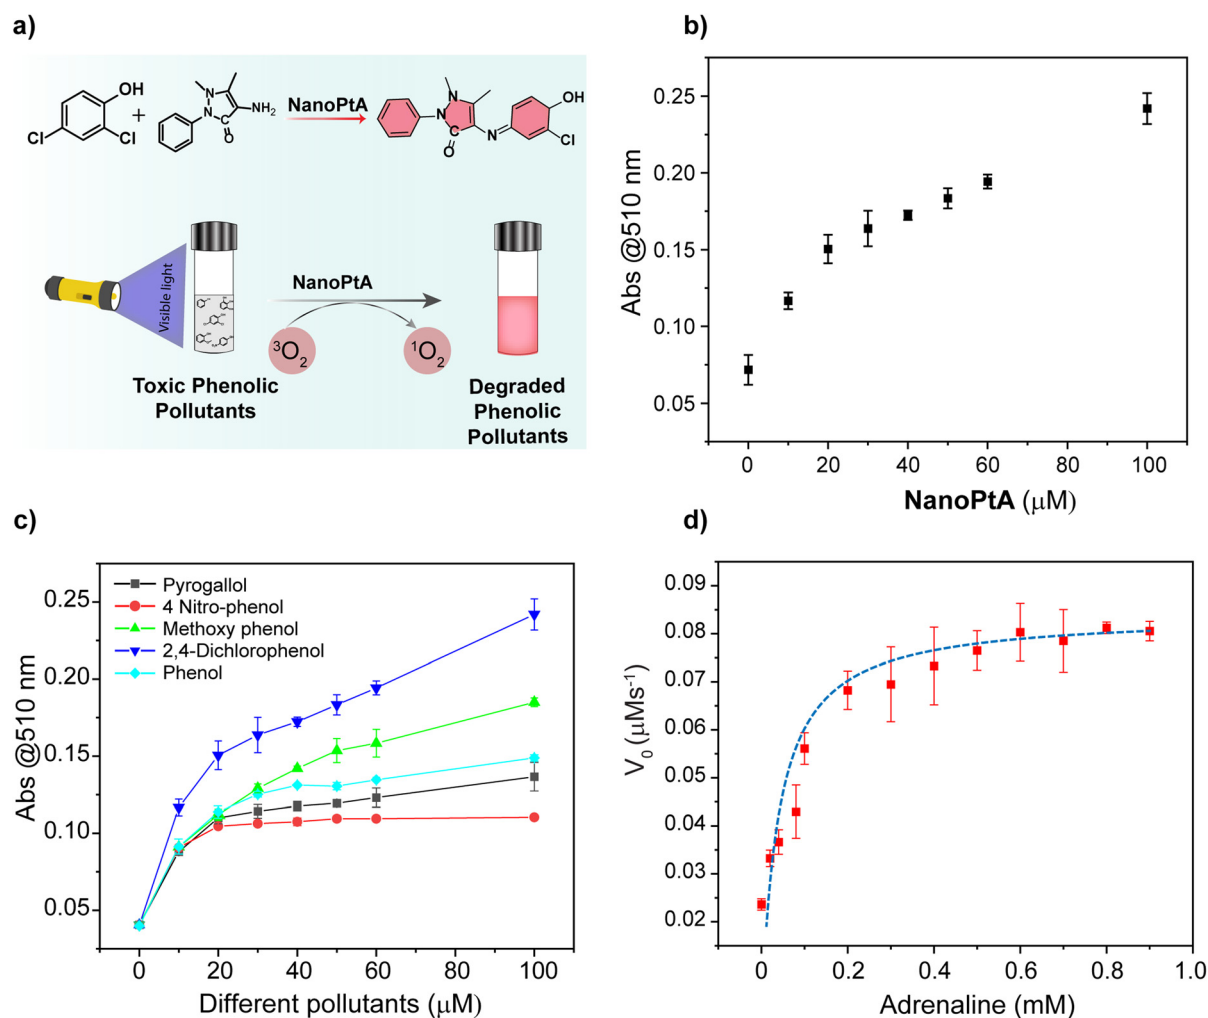 a)
OH
Cl
Cl
+
N
N
NH₂
O
NanoPtA
N
N
O
N
OH
Cl
Visible light
NanoPtA
³O₂
¹O₂
Toxic Phenolic
Pollutants
Degraded
Phenolic
Pollutants
b)
Abs @510 nm
0.25
0.20
0.15
0.10
0.05
0 20 40 60 80 100
NanoPtA (μM)
c)
Abs @510 nm
0.25
0.20
0.15
0.10
0.05
Pyrogallol
4 Nitro-phenol
Methoxy phenol
2,4-Dichlorophenol
Phenol
0 20 40 60 80 100
Different pollutants (μM)
d)
V₀ (μMs⁻¹)
0.09
0.08
0.07
0.06
0.05
0.04
0.03
0.02
0 0.2 0.4 0.6 0.8 1.0
Adrenaline (mM)